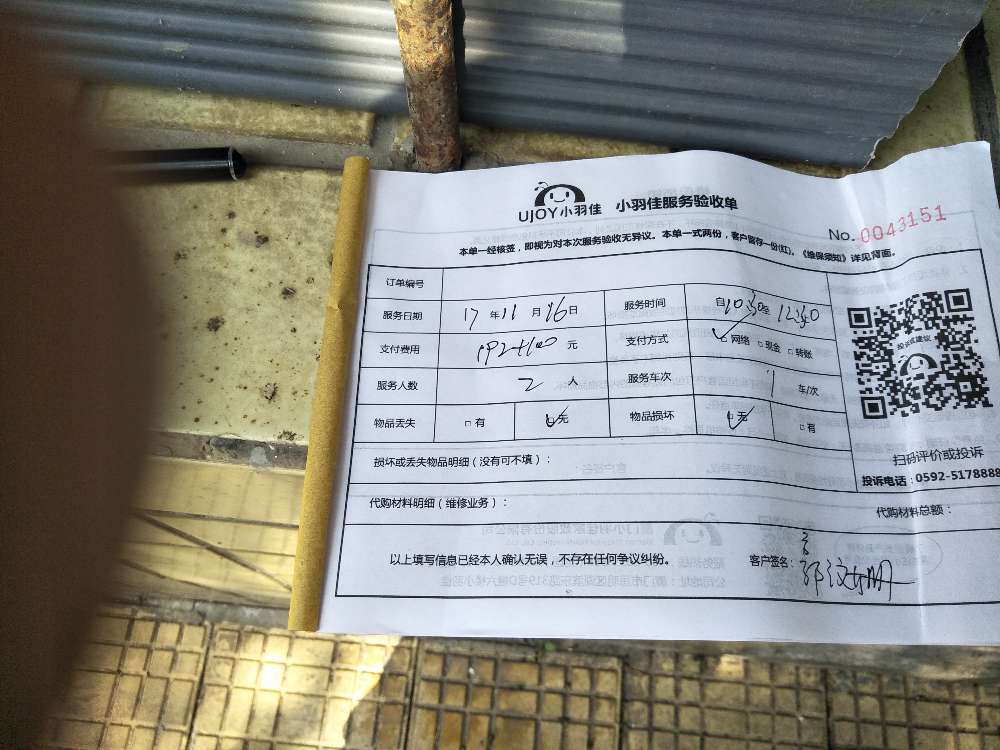 UJOY小羽佳 小羽佳服务验收单
No. 0043151
本单一经核签，即视为对本次服务验收无异议。本单一式两份，客户留存一份(红)。《维保须知》详见背面。
订单编号
服务日期 17 年 11 月 16 日 服务时间 自10:30至 12:30
支付费用 元 支付方式 ☑网络 □现金 □转账
服务人数 2 人 服务车次 1 车/次
物品丢失 □有 ☑无 物品损坏 ☑无 □有
投诉或建议
扫码评价或投诉
投诉电话：0592-5178888
损坏或丢失物品明细（没有可不填）：
代购材料明细（维修业务）： 代购材料总额：
以上填写信息已经本人确认无误，不存在任何争议纠纷。 客户签名：